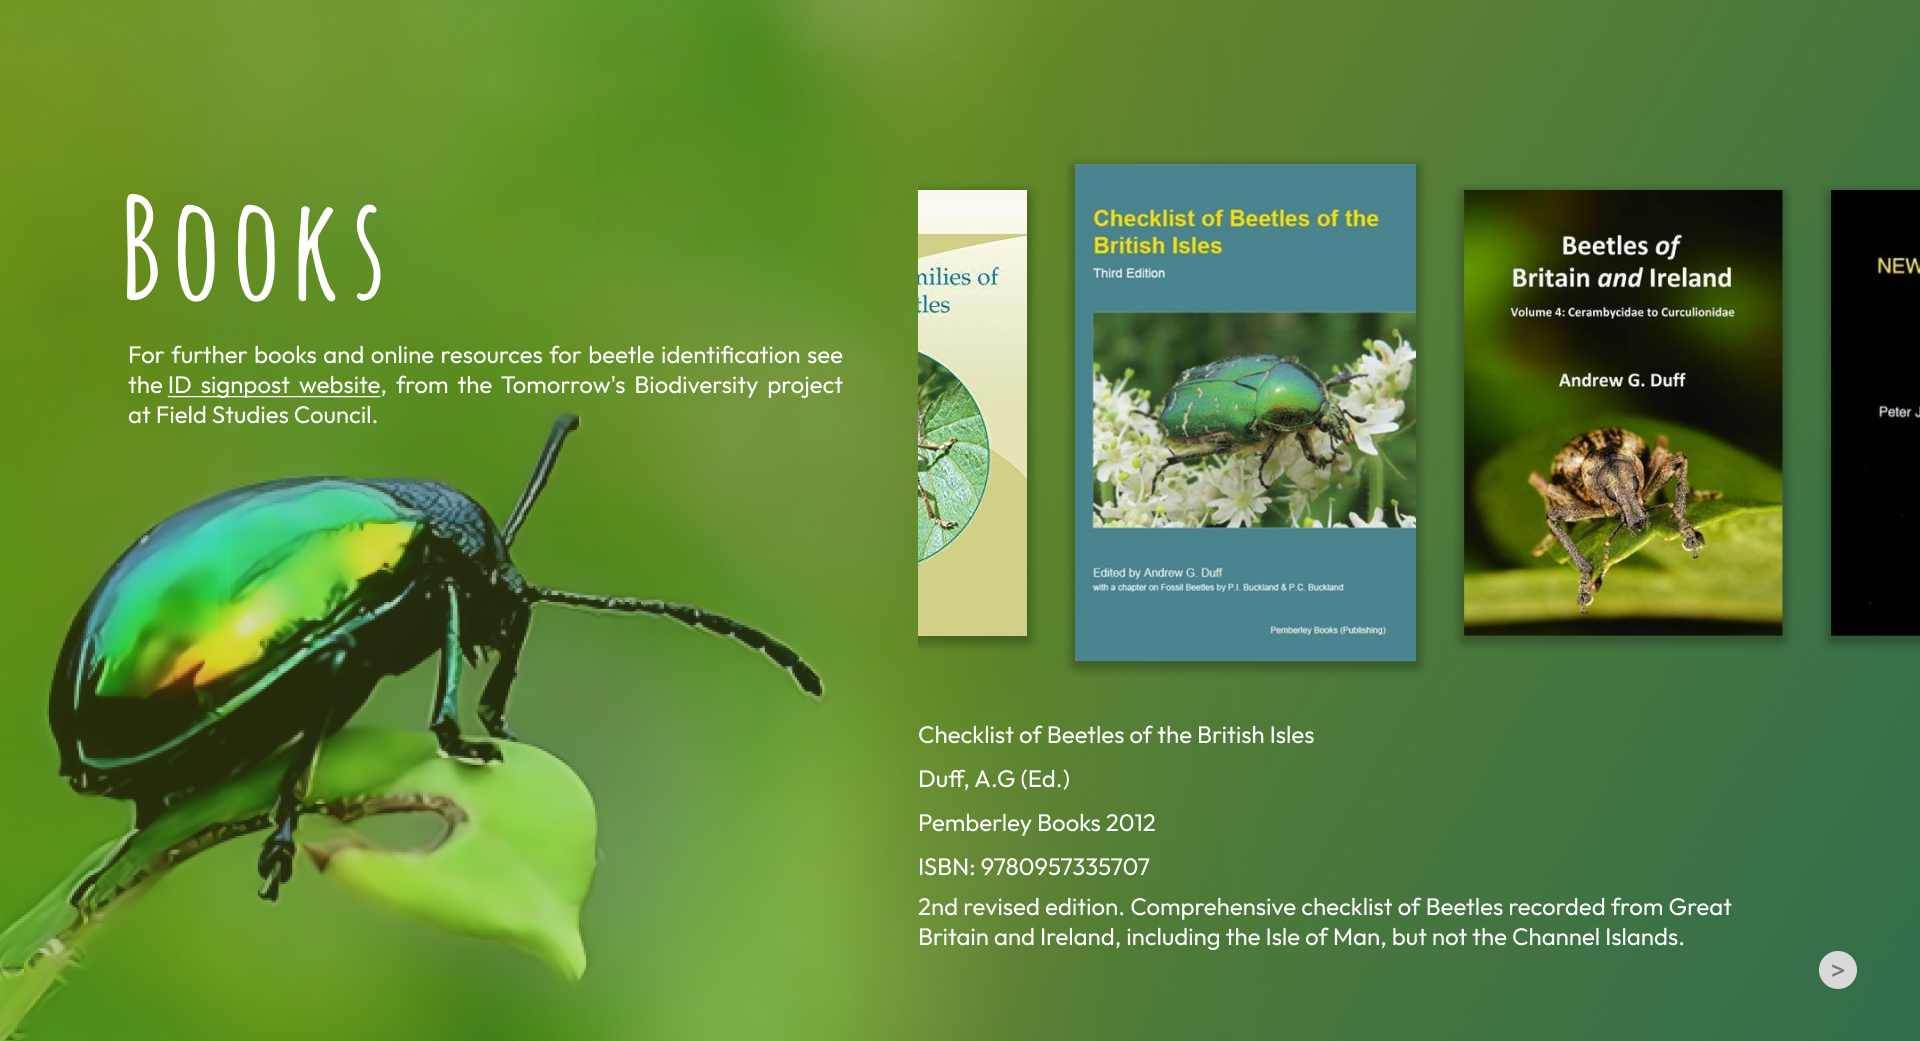 Books
For further books and online resources for beetle identification see
the ID signpost website, from the Tomorrow's Biodiversity project
at Field Studies Council.
of
Checklist of Beetles of the
British Isles
Third Edition
Edited by Andrew G. Duff
with a chapter on Fossil Beetles by P.I. Buckland & P.C. Buckland
Pemberley Books (Publishing)
Beetles of
Britain and Ireland
Volume 4: Cerambycidae to Curculionidae
Andrew G. Duff
NEW
Peter
Checklist of Beetles of the British Isles
Duff, A.G (Ed.)
Pemberley Books 2012
ISBN: 9780957335707
2nd revised edition. Comprehensive checklist of Beetles recorded from Great
Britain and Ireland, including the Isle of Man, but not the Channel Islands.
>